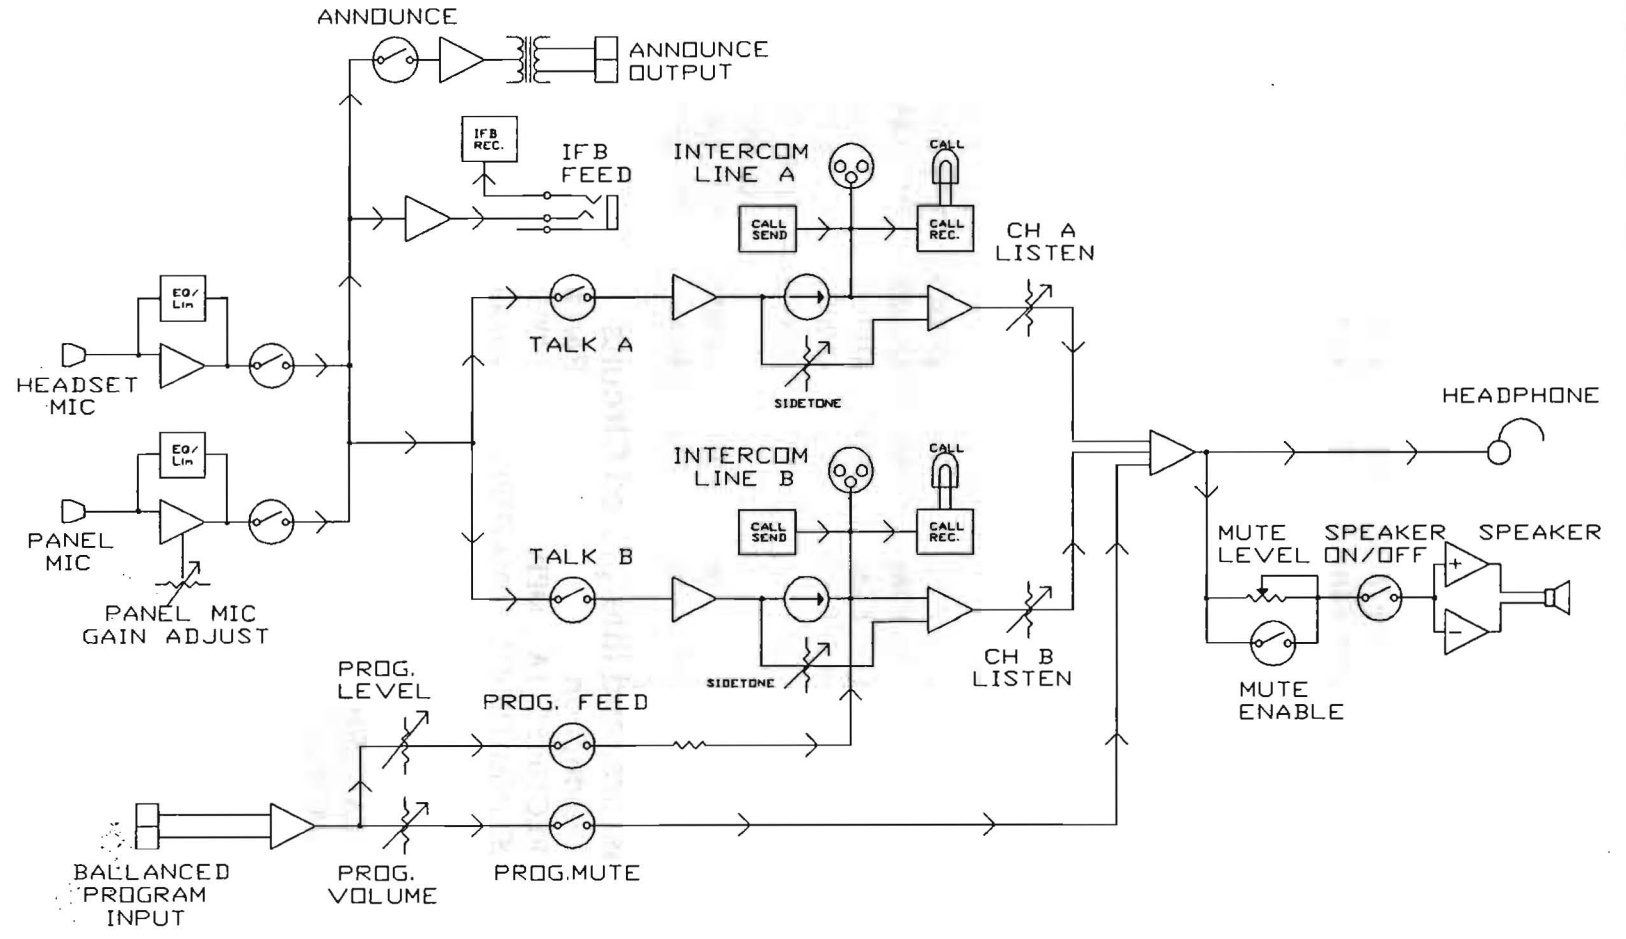 ANNOUNCE
ANNOUNCE
OUTPUT
IFB
REC.
IFB
FEED
INTERCOM
LINE A
CALL
CALL
SEND
CALL
REC.
CH A
LISTEN
EQ/
Lim
HEADSET
MIC
TALK A
SIDETONE
HEADPHONE
EQ/
Lim
PANEL
MIC
PANEL MIC
GAIN ADJUST
INTERCOM
LINE B
CALL
CALL
SEND
CALL
REC.
TALK B
SIDETONE
CH B
LISTEN
MUTE
LEVEL
SPEAKER
ON/OFF
SPEAKER
+
−
MUTE
ENABLE
PROG.
LEVEL
PROG. FEED
BALLANCED
PROGRAM
INPUT
PROG.
VOLUME
PROG.MUTE